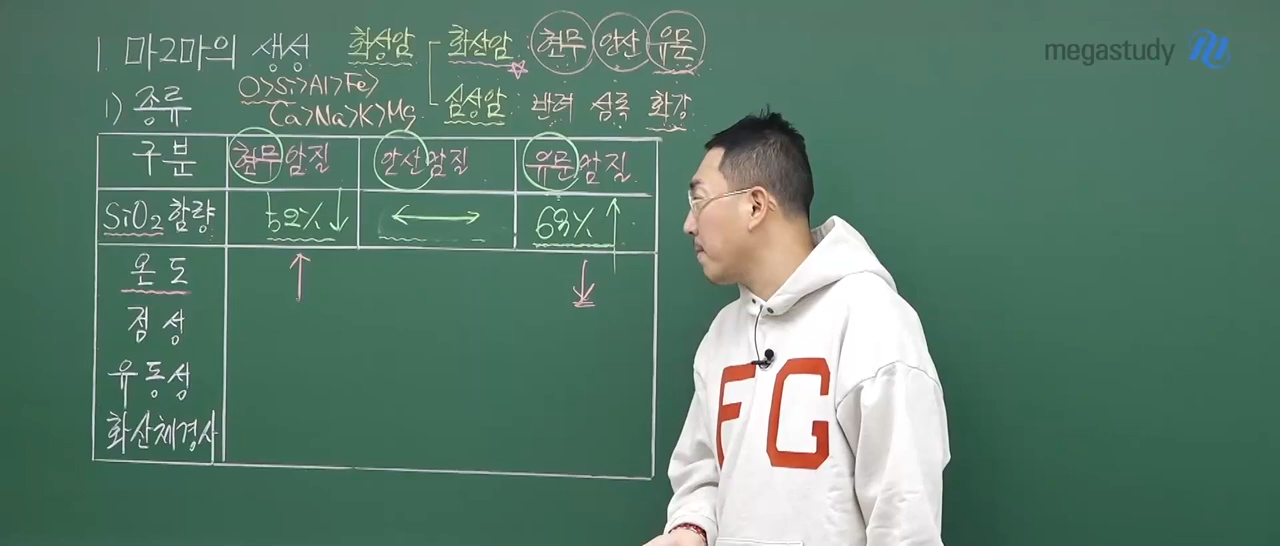 1. 마그마의 생성
화성암
화산암: 현무 안산 유문
심성암: 반려 섬록 화강
1) 종류
O>Si>Al>Fe>
Ca>Na>K>Mg
구분 현무암질 안산암질 유문암질
SiO2 함량 52%↓ ↔ 63%↑
온도 ↑ ↓
점성
유동성
화산체경사
megastudy
FG